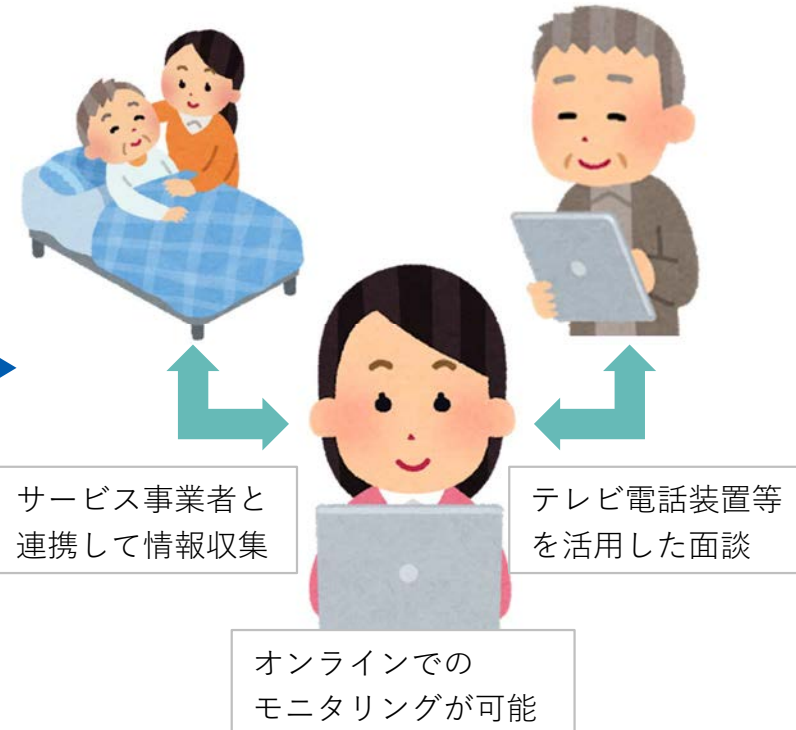 サービス事業者と
連携して情報収集
テレビ電話装置等
を活用した面談
オンラインでの
モニタリングが可能